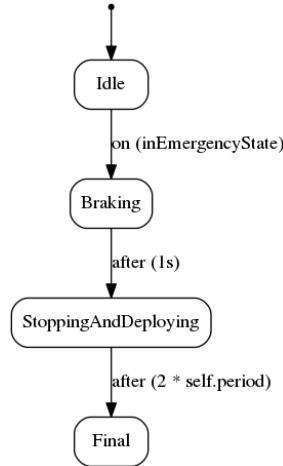 Idle
on (inEmergencyState)
Braking
after (1s)
StoppingAndDeploying
after (2 * self.period)
Final